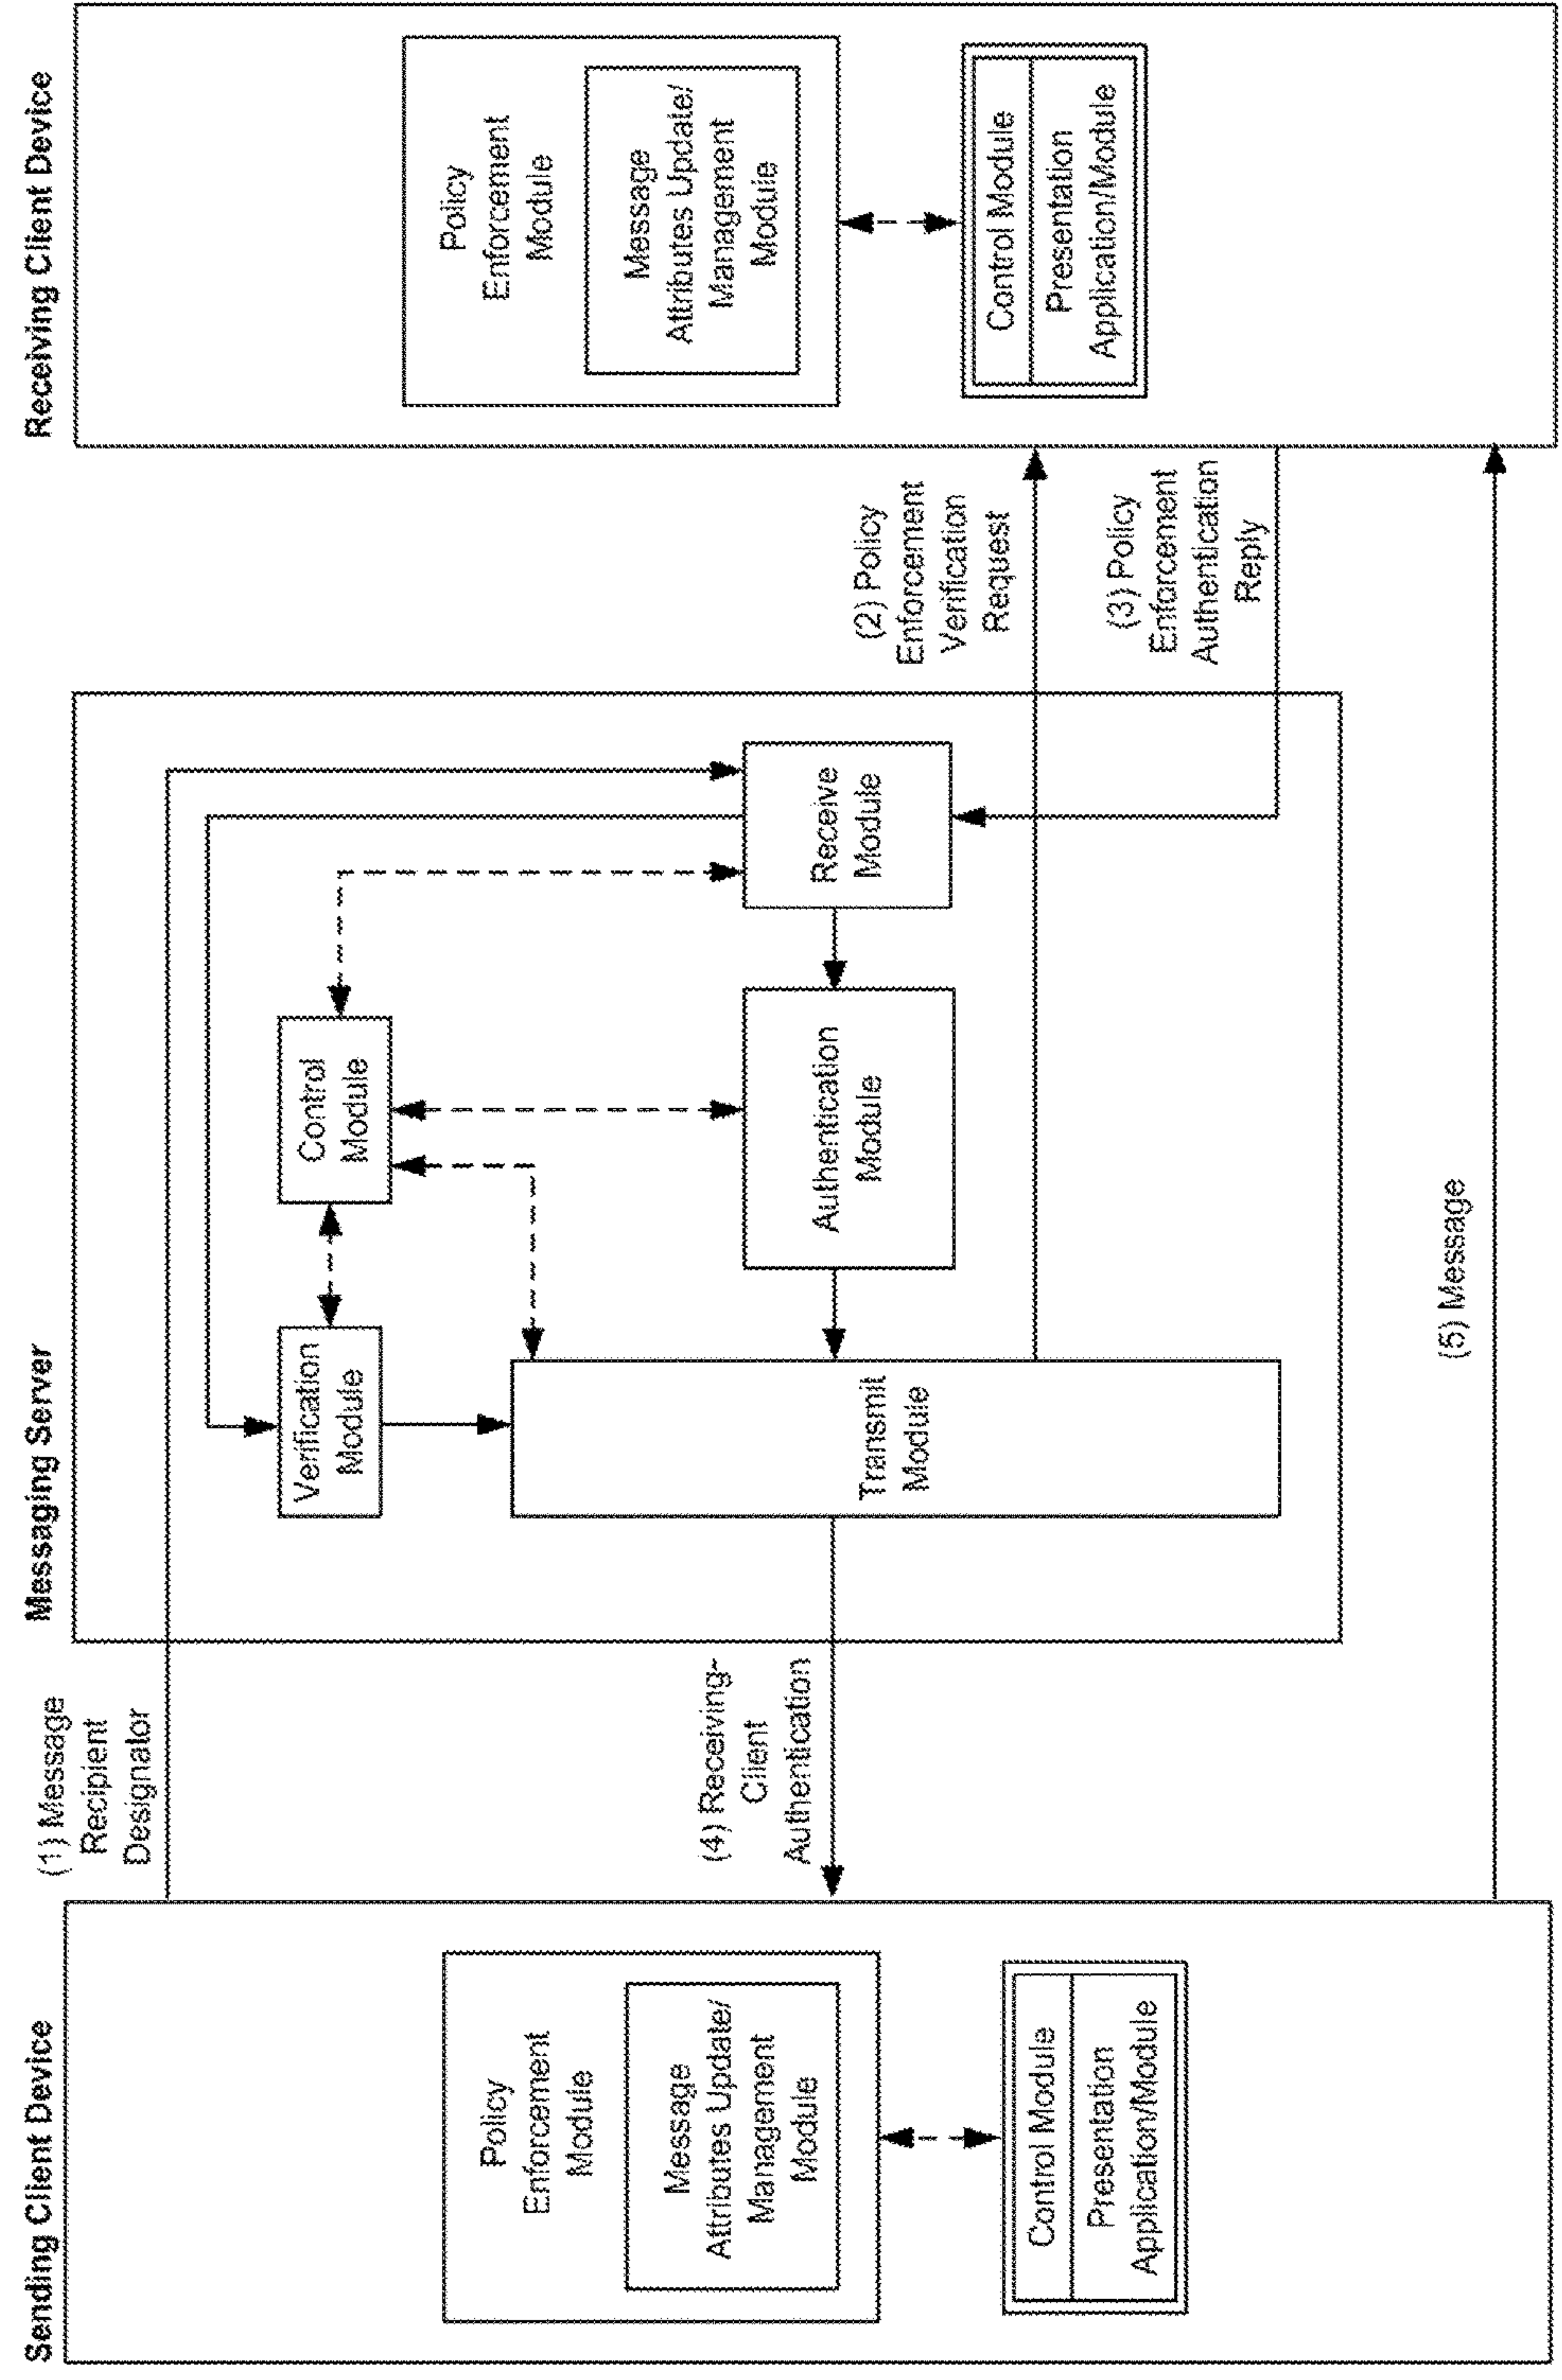 Sending Client Device
Policy
Enforcement
Module
Message
Attributes Update/
Management
Module
Control Module
Presentation
Application/Module
(1) Message
Recipient
Designator
(4) Receiving-
Client
Authentication
Messaging Server
Verification
Module
Control
Module
Transmit
Module
Authentication
Module
Receive
Module
(5) Message
(2) Policy
Enforcement
Verification
Request
(3) Policy
Enforcement
Authentication
Reply
Receiving Client Device
Policy
Enforcement
Module
Message
Attributes Update/
Management
Module
Control Module
Presentation
Application/Module